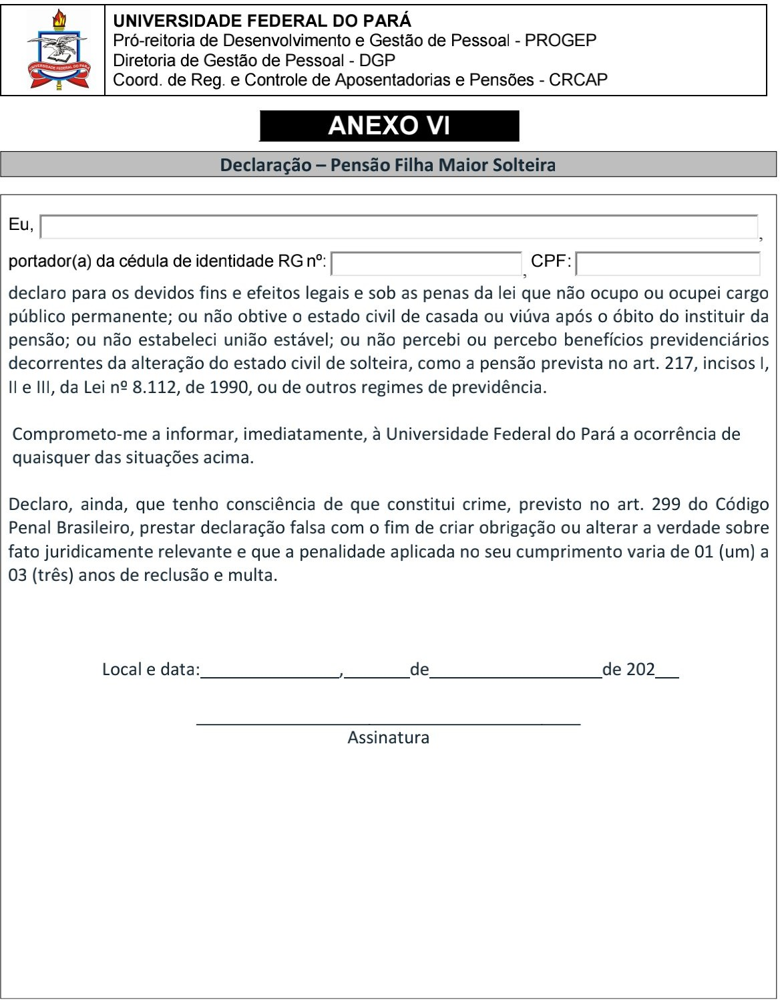 UNIVERSIDADE FEDERAL DO PARÁ
UNIVERSIDADE FEDERAL DO PARÁ
Pró-reitoria de Desenvolvimento e Gestão de Pessoal - PROGEP
Diretoria de Gestão de Pessoal - DGP
Coord. de Reg. e Controle de Aposentadorias e Pensões - CRCAP
ANEXO VI
Declaração – Pensão Filha Maior Solteira
Eu, ,
portador(a) da cédula de identidade RG nº: , CPF:
declaro para os devidos fins e efeitos legais e sob as penas da lei que não ocupo ou ocupei cargo
público permanente; ou não obtive o estado civil de casada ou viúva após o óbito do instituir da
pensão; ou não estabeleci união estável; ou não percebi ou percebo benefícios previdenciários
decorrentes da alteração do estado civil de solteira, como a pensão prevista no art. 217, incisos I,
II e III, da Lei nº 8.112, de 1990, ou de outros regimes de previdência.
Comprometo-me a informar, imediatamente, à Universidade Federal do Pará a ocorrência de
quaisquer das situações acima.
Declaro, ainda, que tenho consciência de que constitui crime, previsto no art. 299 do Código
Penal Brasileiro, prestar declaração falsa com o fim de criar obrigação ou alterar a verdade sobre
fato juridicamente relevante e que a penalidade aplicada no seu cumprimento varia de 01 (um) a
03 (três) anos de reclusão e multa.
Local e data:________________,_______de____________________de 202__
Assinatura